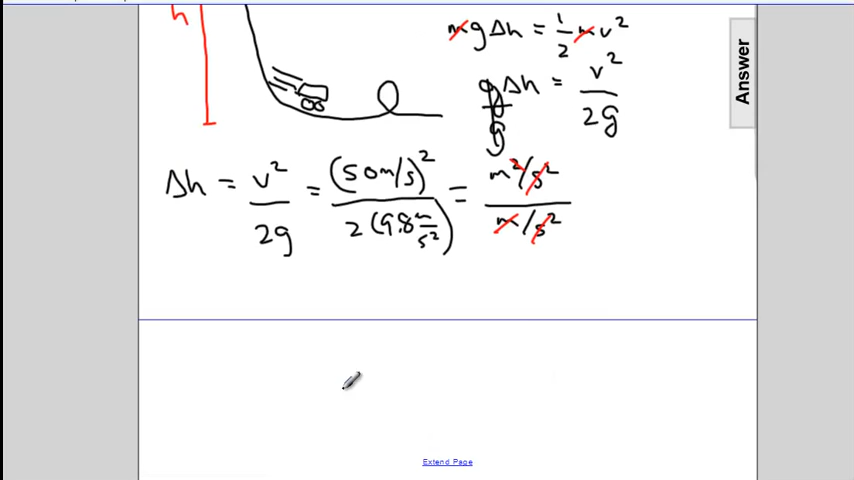 h
mgΔh = 1/2 mv²
gΔh/g = v²/2g
Answer
Δh = v²/2g = (50m/s)²/2(9.8m/s²) = m²/s²/m/s²
Extend Page